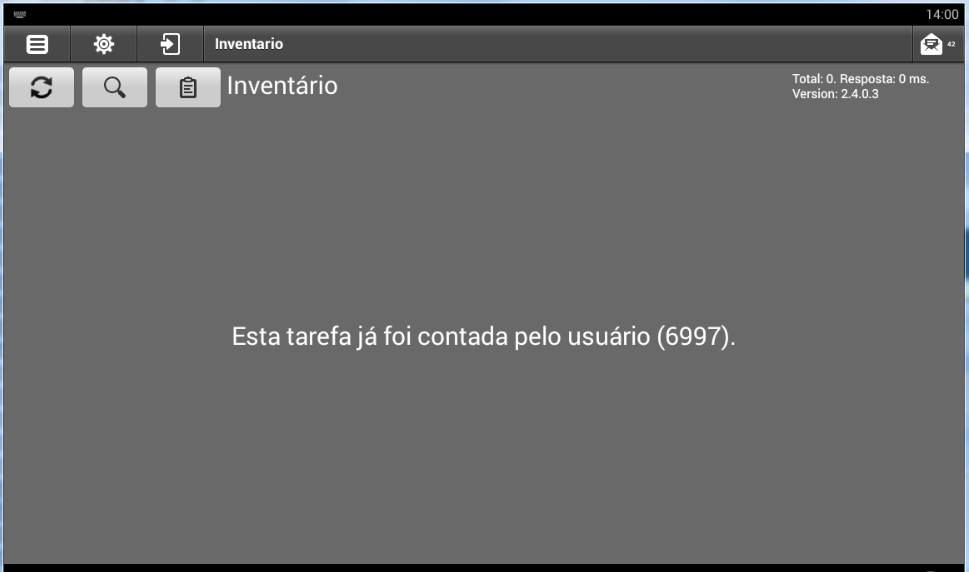 14:00
Inventario
42
Inventário
Total: 0. Resposta: 0 ms.
Version: 2.4.0.3
Esta tarefa já foi contada pelo usuário (6997).